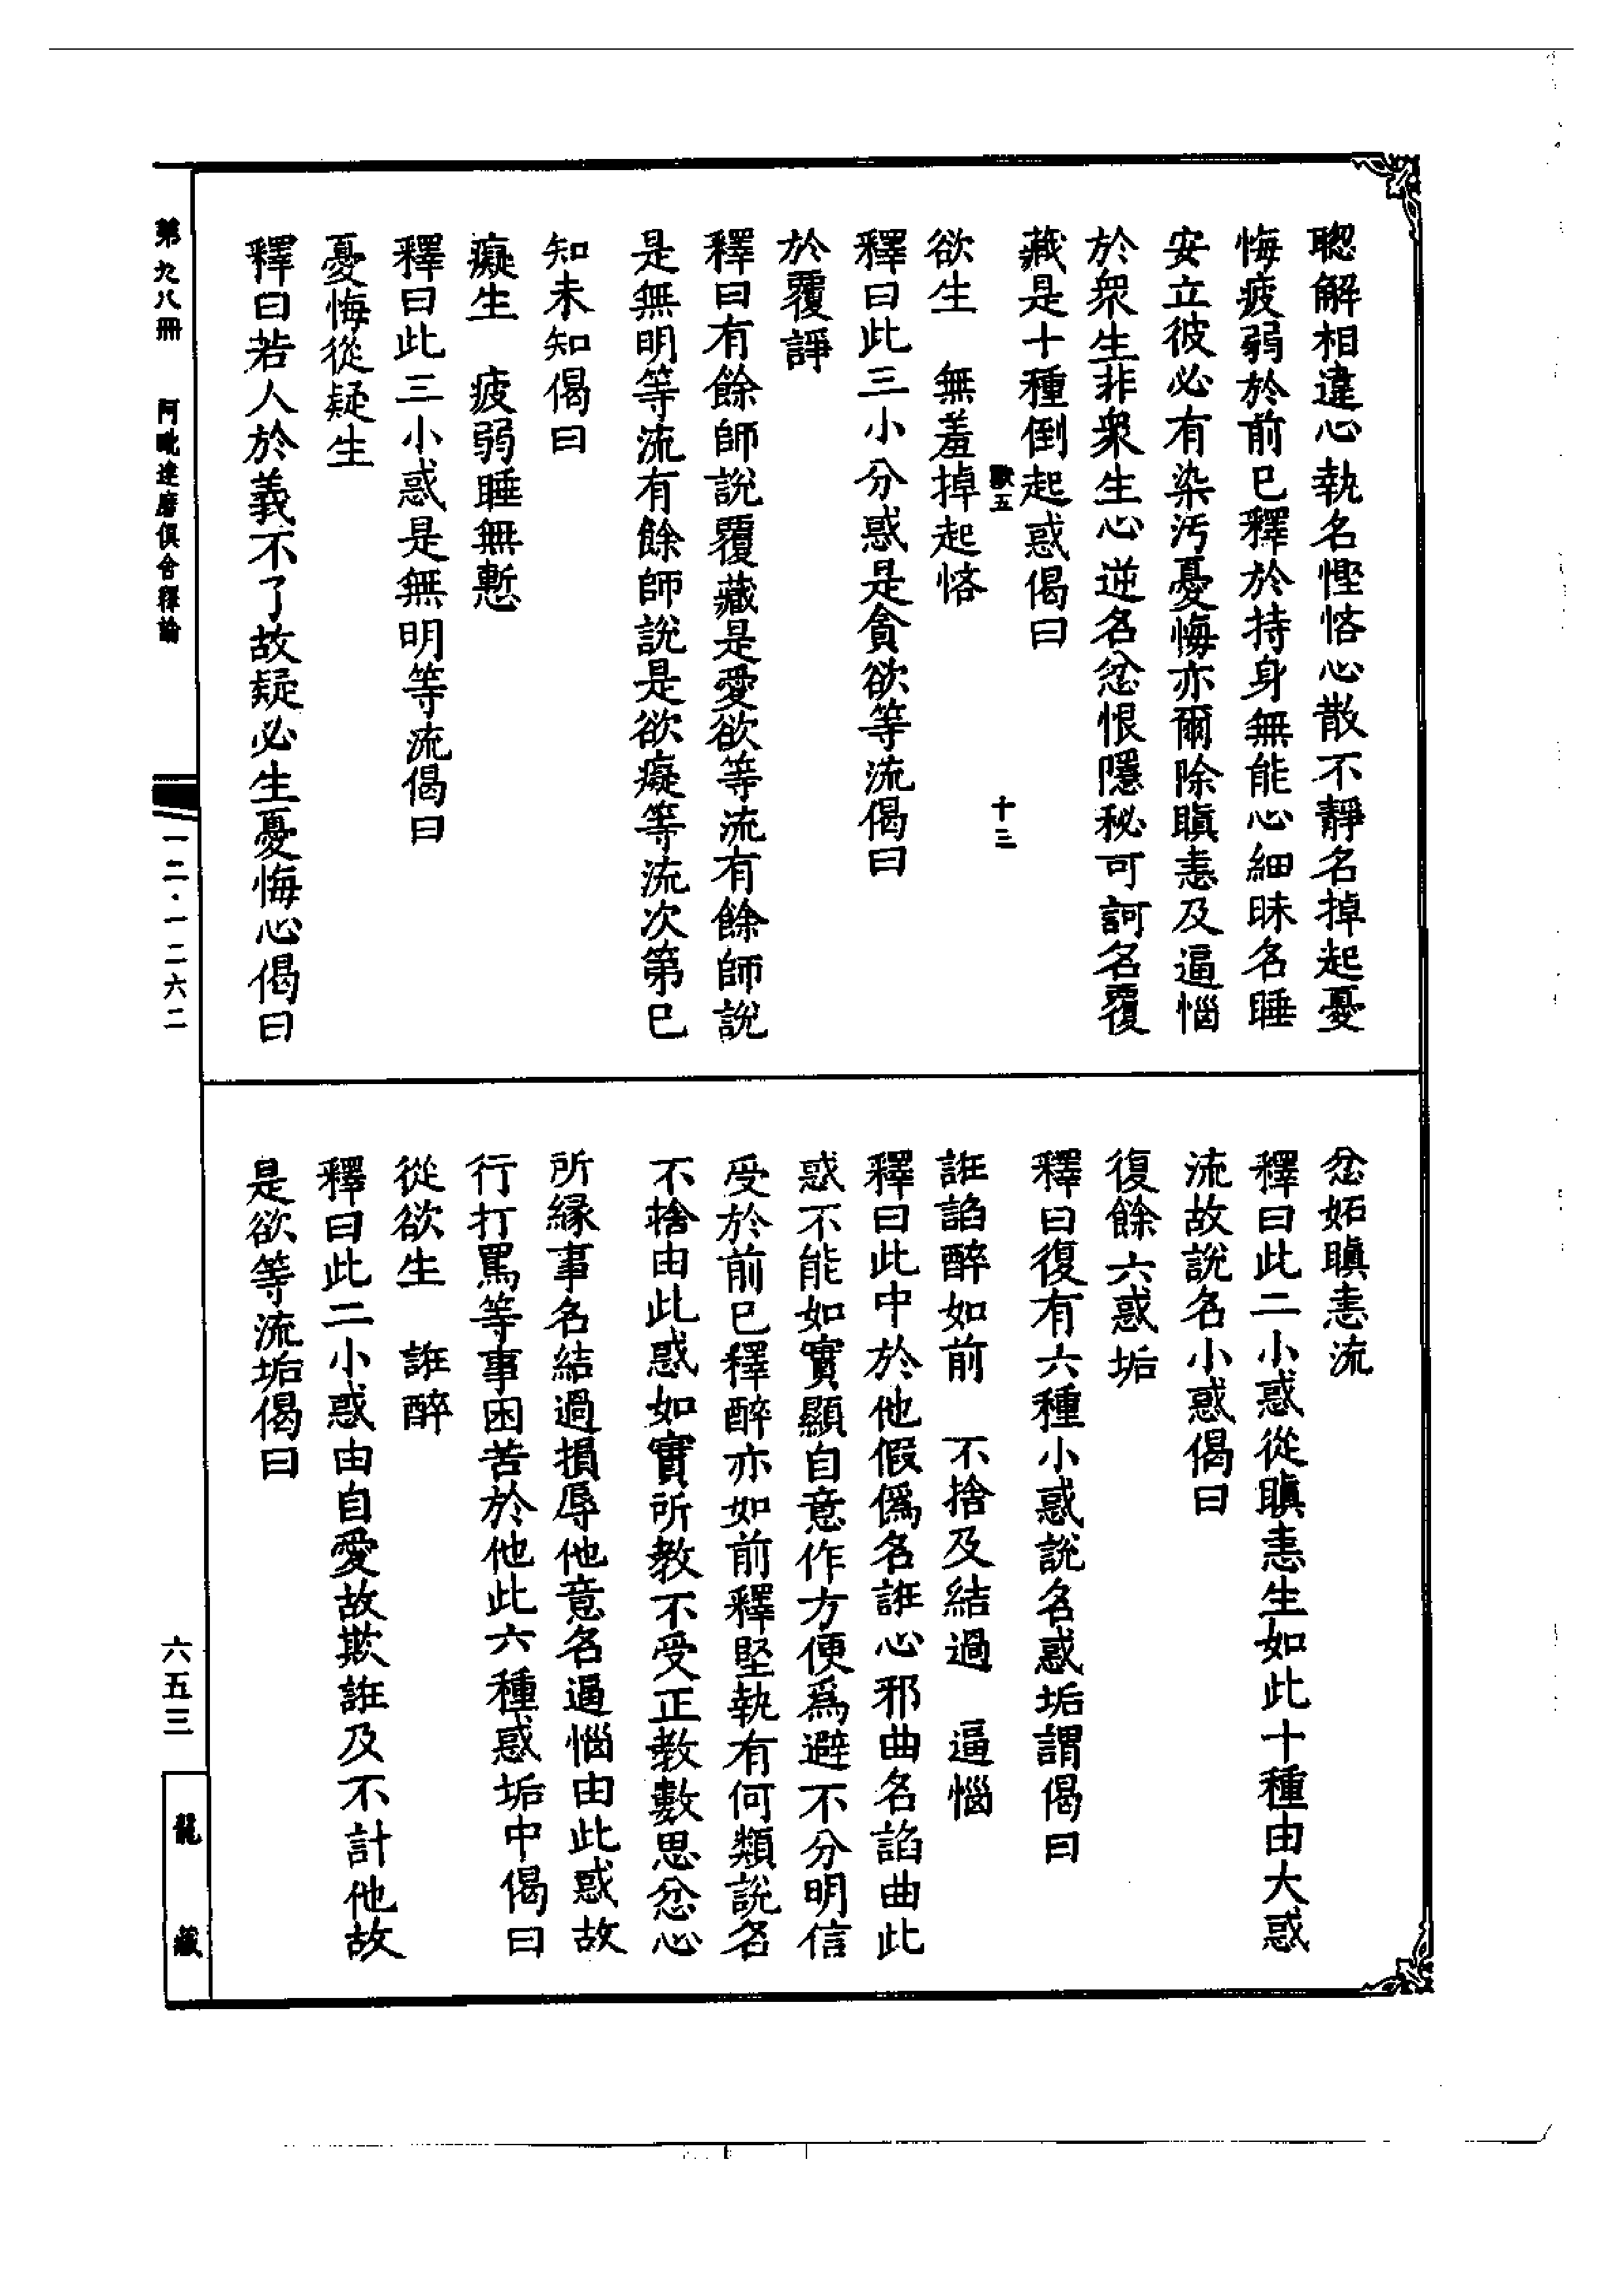 聦解相違心執名慳悋心散不靜名掉起憂
悔疲弱於前已釋於持身無能心細昧名睡
安立彼必有染汚憂悔亦爾除瞋恚及逼惱
於衆生非衆生心逆名忿恨隱秘可訶名覆
藏是十種倒起惑偈曰
十三
欲生　無羞掉起悋
釋曰此三小分惑是貪欲等流偈曰
於覆諍
釋曰有餘師說覆藏是愛欲等流有餘師說
是無明等流有餘師說是欲癡等流次第已
知未知偈曰
癡生　疲弱睡無慙
釋曰此三小惑是無明等流偈曰
憂悔從疑生
釋曰若人於義不了故疑必生憂悔心偈曰
忿妬瞋恚流
釋曰此二小惑從瞋恚生如此十種由大惑
流故說名小惑偈曰
復餘六惑垢
釋曰復有六種小惑說名惑垢謂偈曰
誑諂醉如前　不捨及結過　逼惱
釋曰此中於他假僞名誑心邪曲名諂曲此
惑不能如實顯自意作方便爲避不分明信
受於前已釋醉亦如前釋堅執有何類說名
不捨由此惑如實所教不受正教數思忿心
所緣事名結過損辱他意名逼惱由此惑故
行打罵等事困苦於他此六種惑垢中偈曰
從欲生　誑醉
釋曰此二小惑由自愛故欺誑及不計他故
是欲等流垢偈曰
第九八冊　阿毗達磨俱舍釋論
一二·一二六二
六五三
龍藏